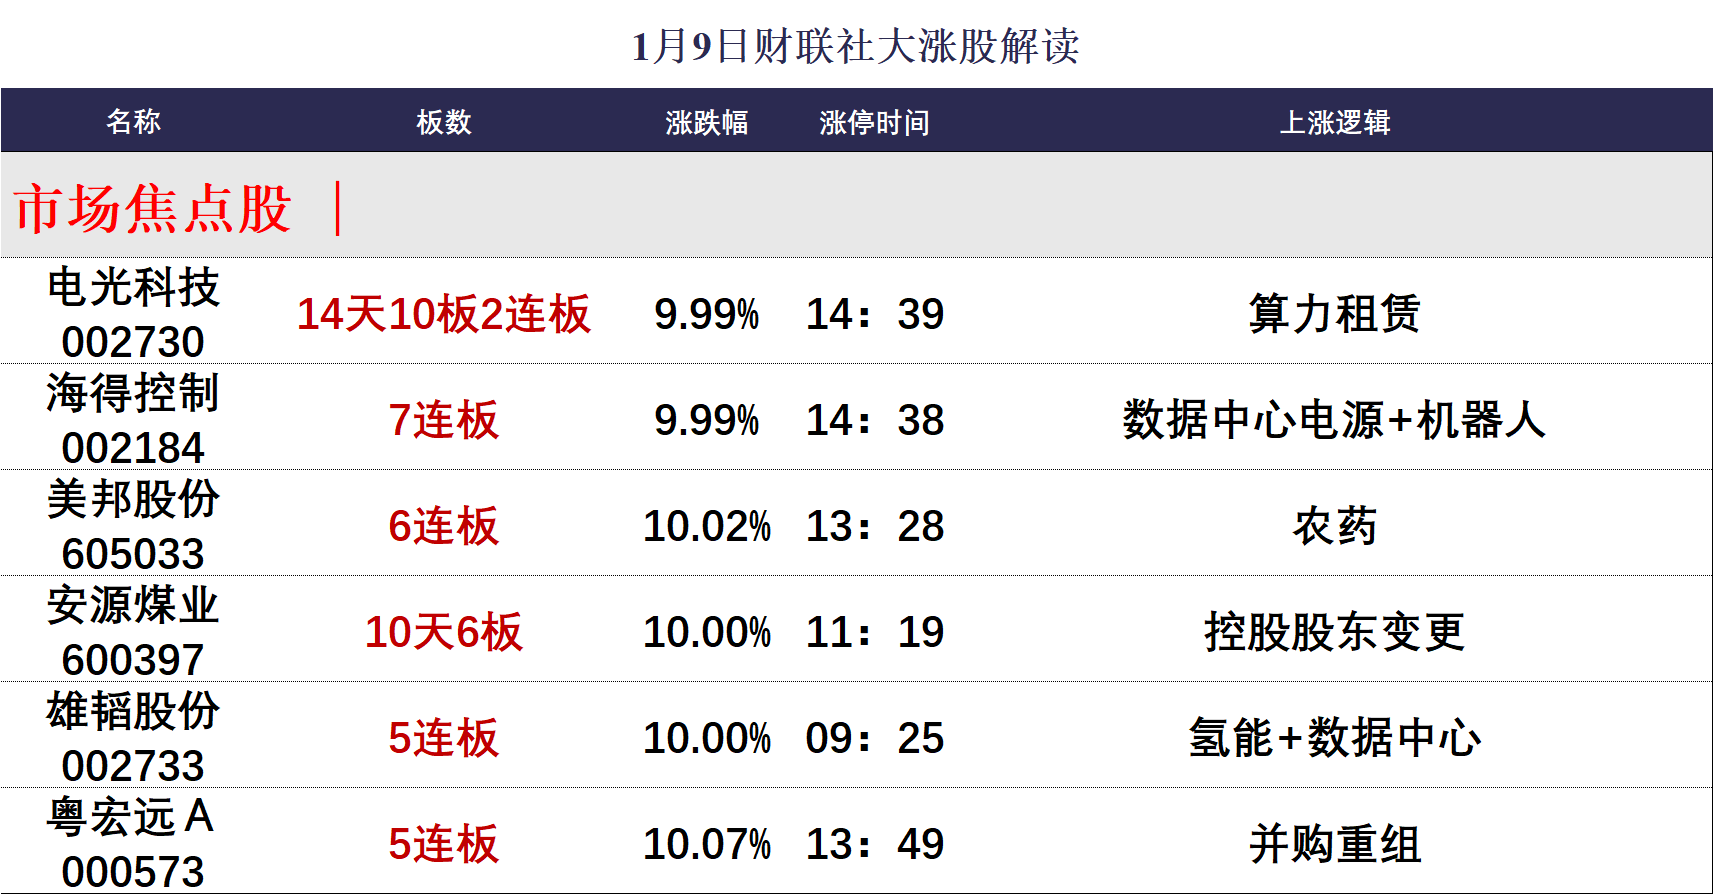 1月9日财联社大涨股解读
名称 板数 涨跌幅 涨停时间 上涨逻辑
市场焦点股 ｜
电光科技
002730 14天10板2连板 9.99% 14：39 算力租赁
海得控制
002184 7连板 9.99% 14：38 数据中心电源+机器人
美邦股份
605033 6连板 10.02% 13：28 农药
安源煤业
600397 10天6板 10.00% 11：19 控股股东变更
雄韬股份
002733 5连板 10.00% 09：25 氢能+数据中心
粤宏远Ａ
000573 5连板 10.07% 13：49 并购重组